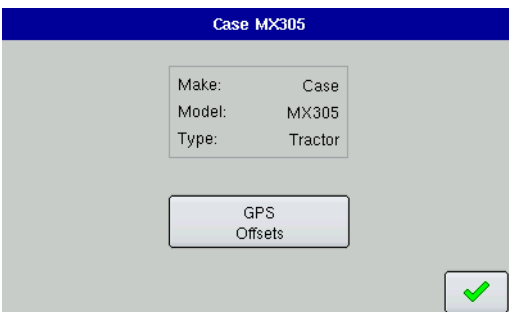 Case MX305
Make: Case
Model: MX305
Type: Tractor
GPS
Offsets